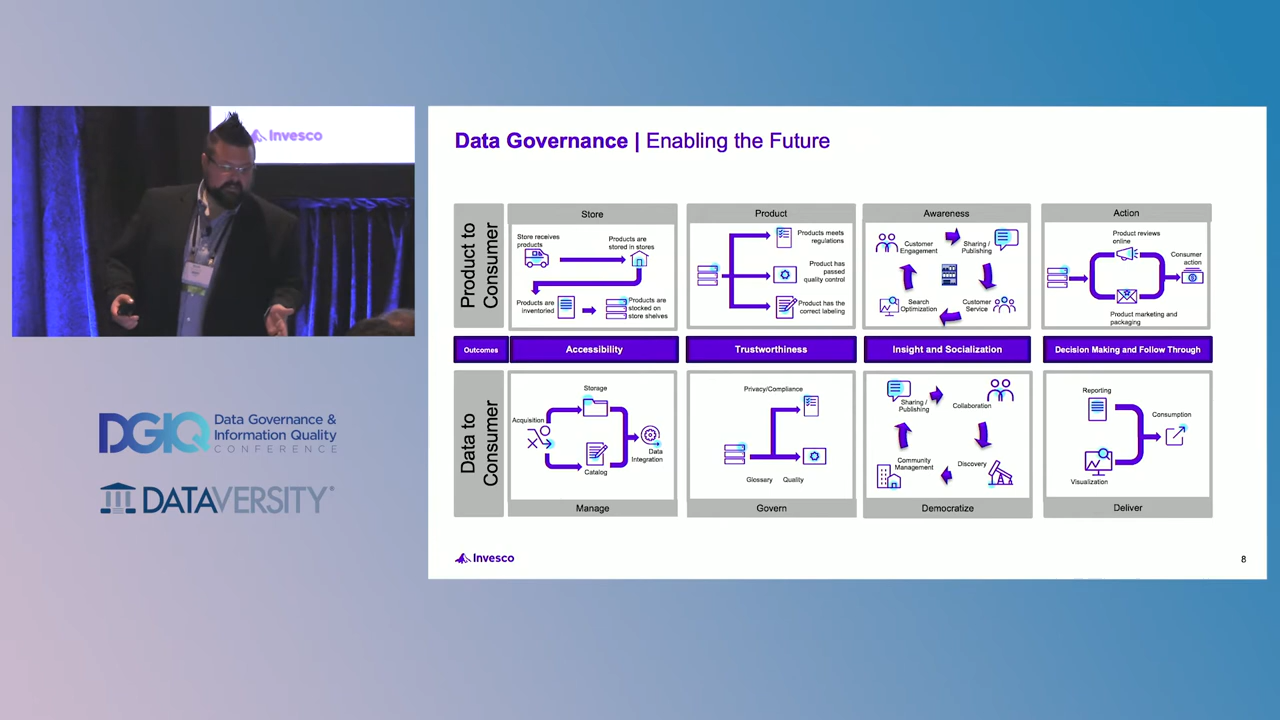 Invesco
Data Governance | Enabling the Future
Product to
Consumer
Store
Store receives
products
Products are
stored in stores
Products are
inventoried
Products are
stocked on
store shelves
Product
Products meets
regulations
Product has
passed
quality control
Product has the
correct labeling
Awareness
Customer
Engagement
Sharing /
Publishing
Search
Optimization
Customer
Service
Action
Product reviews
online
Consumer
action
Product marketing and
packaging
Outcomes
Accessibility
Trustworthiness
Insight and Socialization
Decision Making and Follow Through
Data to
Consumer
Storage
Acquisition
Data
Integration
Catalog
Manage
Privacy/Compliance
Glossary
Quality
Govern
Sharing /
Publishing
Collaboration
Community
Management
Discovery
Democratize
Reporting
Consumption
Visualization
Deliver
Invesco
8
DGIQ
Data Governance &
Information Quality
CONFERENCE
DATAVERSITY